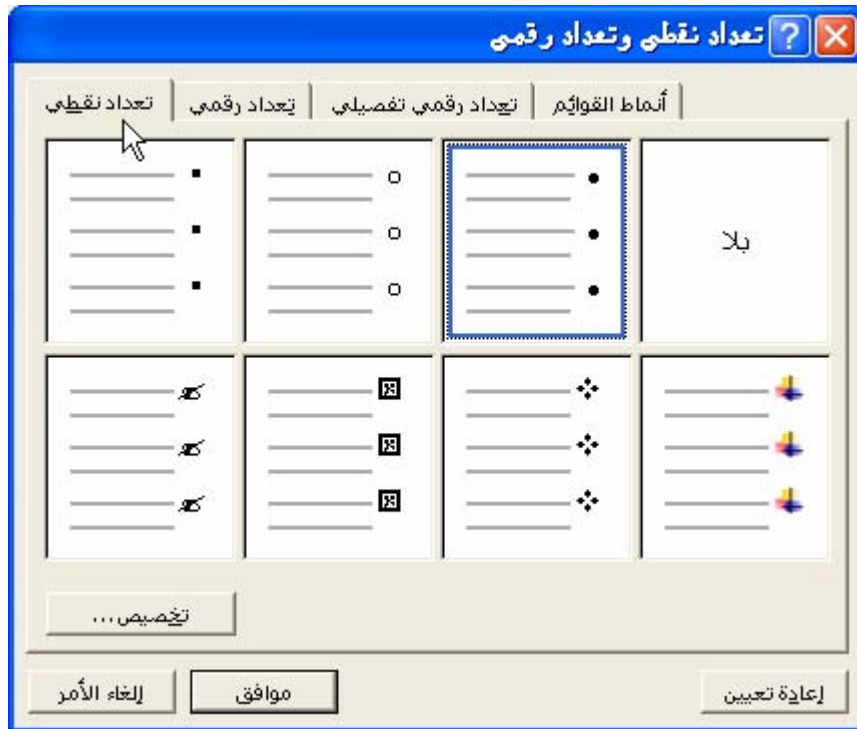 تعداد نقطي وتعداد رقمي
تعداد نقطي
تعداد رقمي
تعداد رقمي تفصيلي
أنماط القوائم
بلا
تخصيص...
إعادة تعيين
موافق
إلغاء الأمر